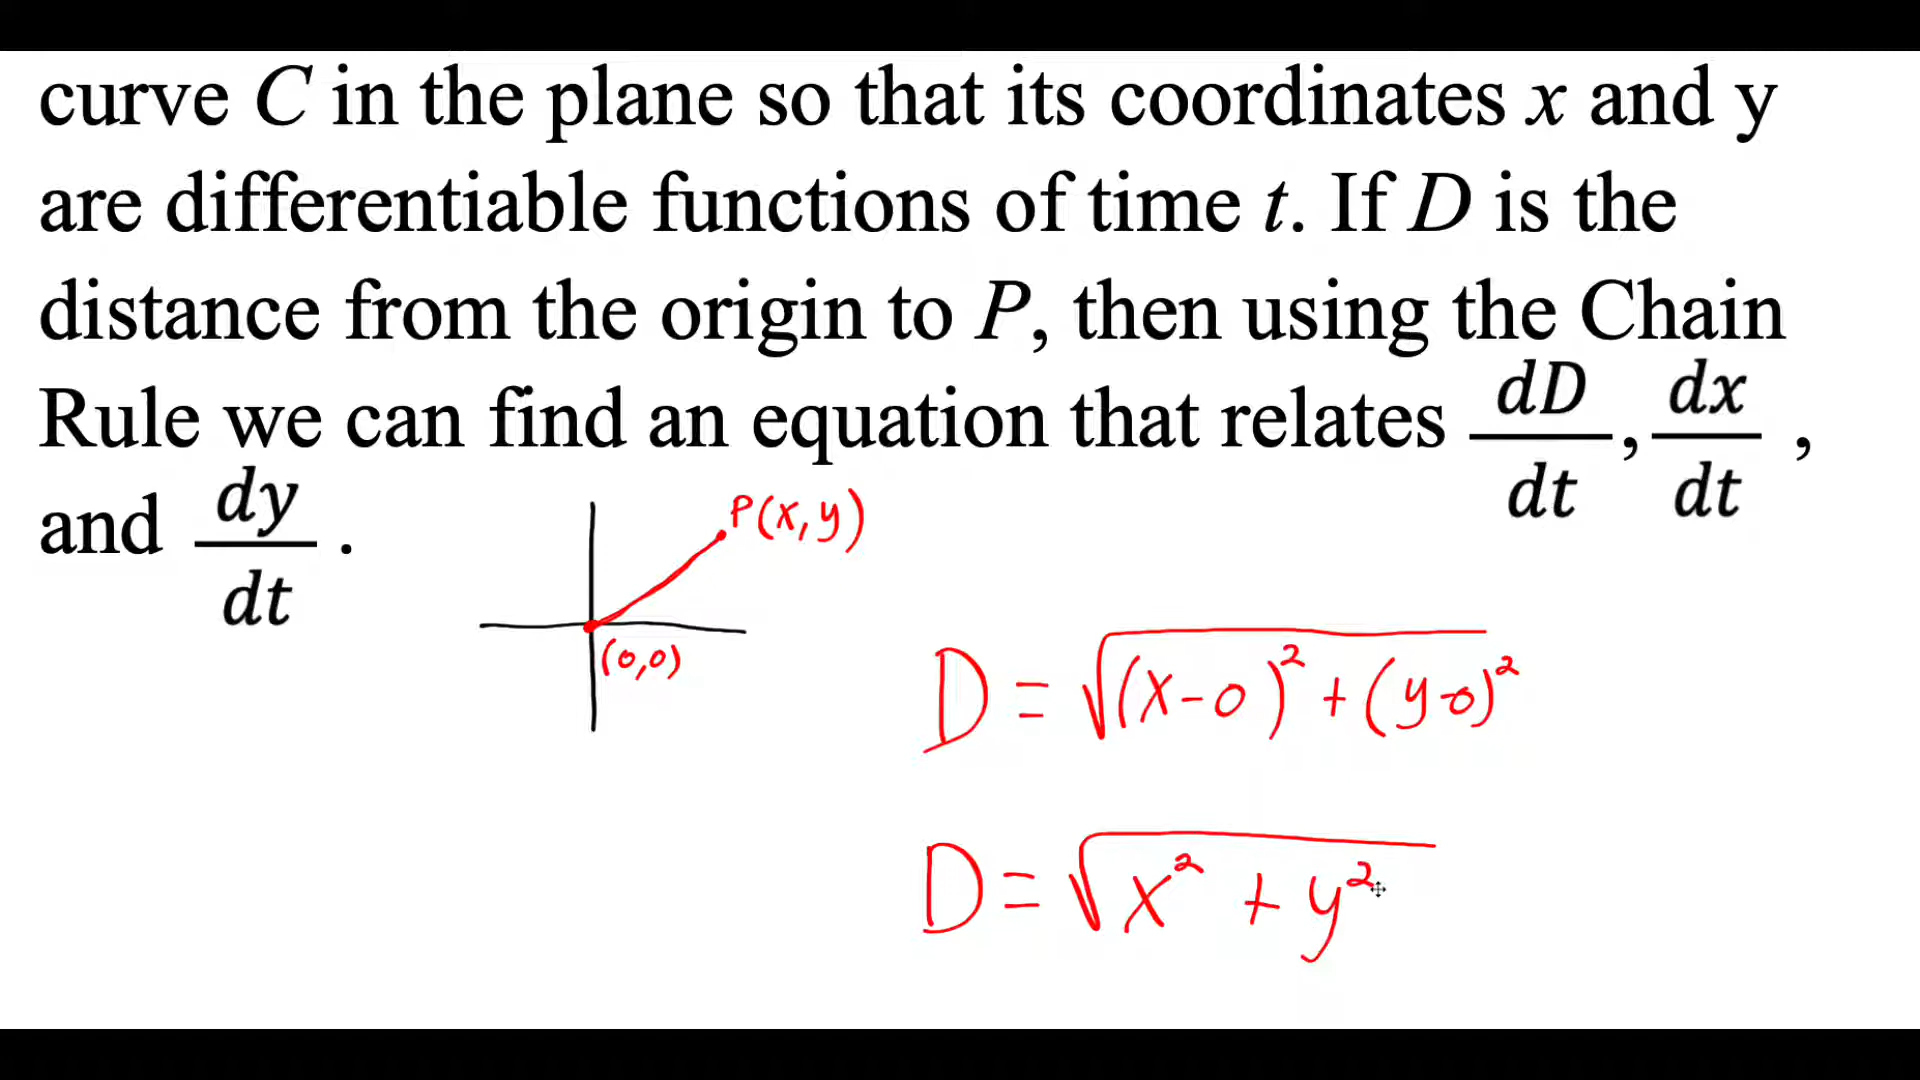 curve C in the plane so that its coordinates x and y
are differentiable functions of time t. If D is the
distance from the origin to P, then using the Chain
Rule we can find an equation that relates dD/dt, dx/dt ,
and dy/dt .
P(x, y)
(0,0)
D = √(x-0)² + (y-0)²
D = √x² + y²